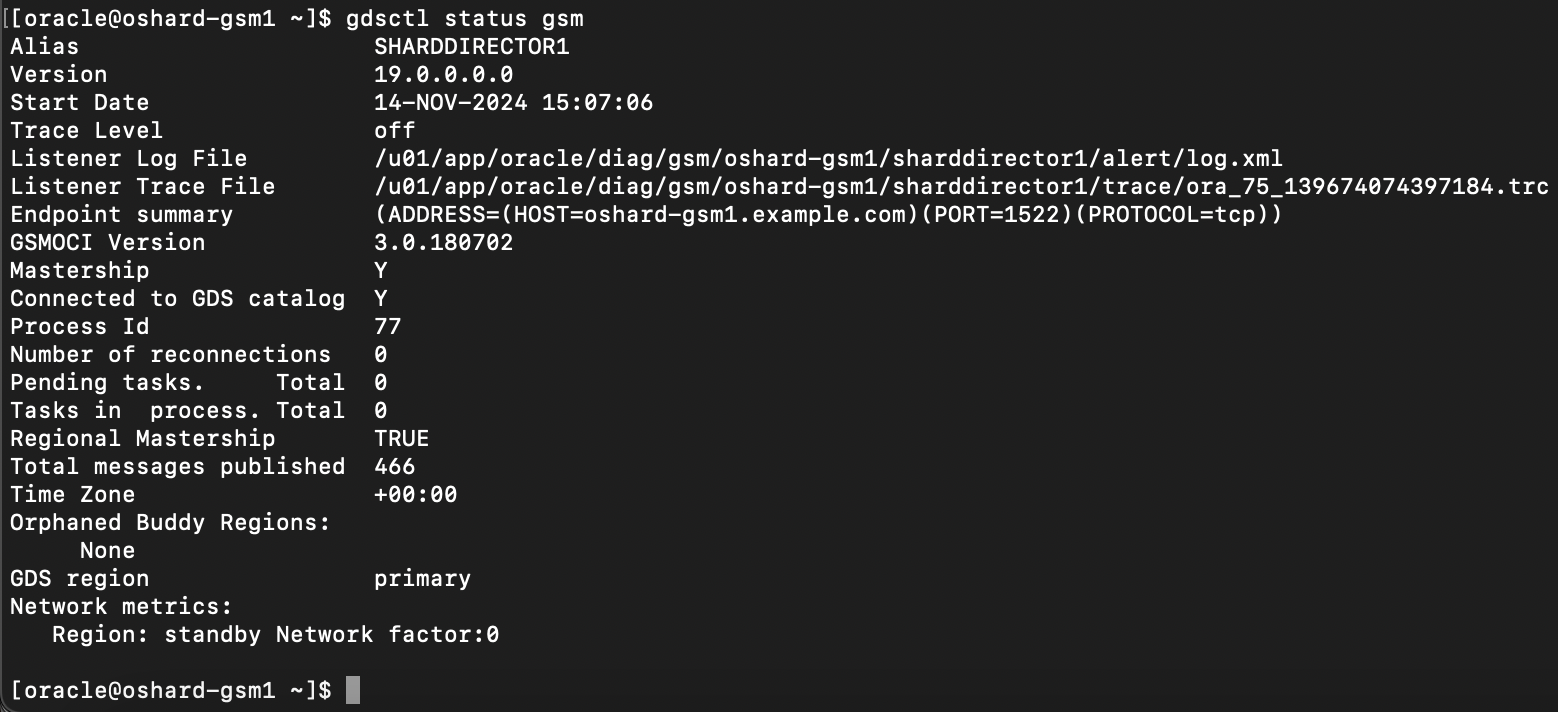 [[oracle@oshard-gsm1 ~]$ gdsctl status gsm
Alias                     SHARDDIRECTOR1
Version                   19.0.0.0.0
Start Date                14-NOV-2024 15:07:06
Trace Level               off
Listener Log File         /u01/app/oracle/diag/gsm/oshard-gsm1/sharddirector1/alert/log.xml
Listener Trace File       /u01/app/oracle/diag/gsm/oshard-gsm1/sharddirector1/trace/ora_75_139674074397184.trc
Endpoint summary          (ADDRESS=(HOST=oshard-gsm1.example.com)(PORT=1522)(PROTOCOL=tcp))
GSMOCI Version            3.0.180702
Mastership                Y
Connected to GDS catalog  Y
Process Id                77
Number of reconnections   0
Pending tasks.     Total  0
Tasks in  process. Total  0
Regional Mastership       TRUE
Total messages published  466
Time Zone                 +00:00
Orphaned Buddy Regions:
     None
GDS region                primary
Network metrics:
   Region: standby Network factor:0
[oracle@oshard-gsm1 ~]$